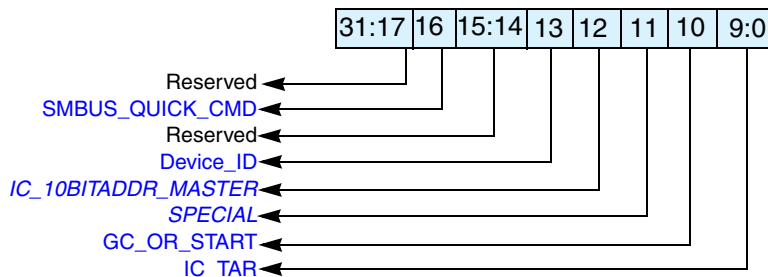 31:17 16 15:14 13 12 11 10 9:0
Reserved
SMBUS_QUICK_CMD
Reserved
Device_ID
IC_10BITADDR_MASTER
SPECIAL
GC_OR_START
IC_TAR